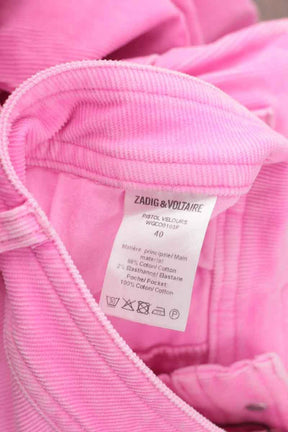 ZADIG & VOLTAIRE
PISTOL VELOURS
40
Matière principale/Main
material:
98% Coton/Cotton
2% Elasthanne/Elastane
Poche/Pocket
100% Coton/Cotton